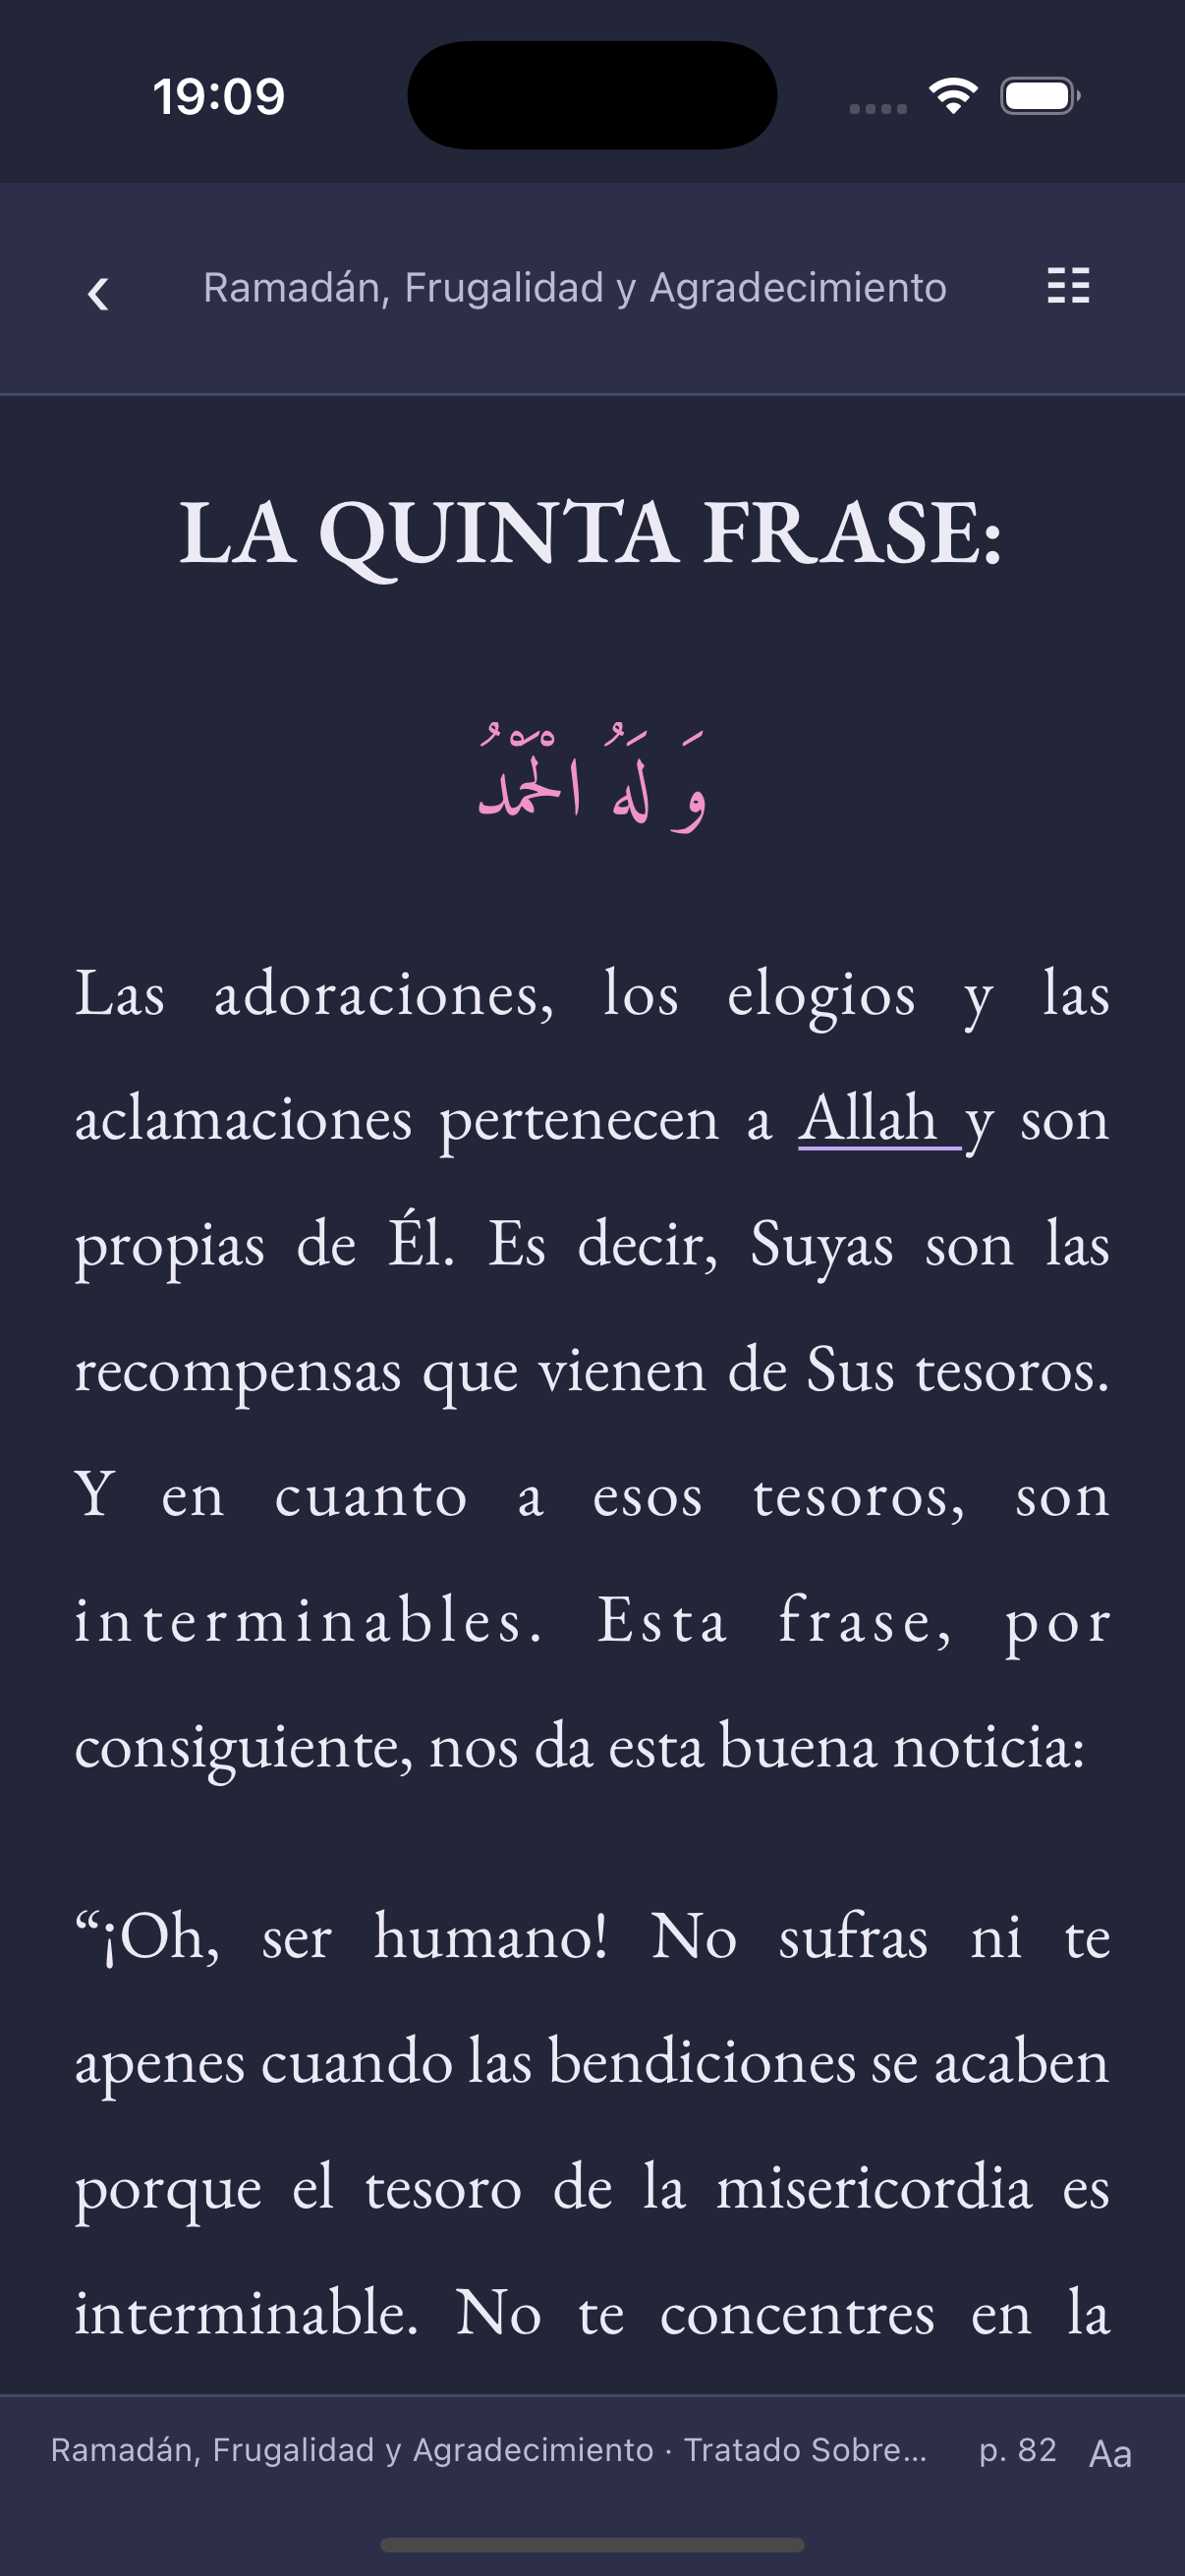 19:09
Ramadán, Frugalidad y Agradecimiento
LA QUINTA FRASE:
وَ لَهُ الْحَمْدُ
Las adoraciones, los elogios y las
aclamaciones pertenecen a Allah y son
propias de Él. Es decir, Suyas son las
recompensas que vienen de Sus tesoros.
Y en cuanto a esos tesoros, son
interminables. Esta frase, por
consiguiente, nos da esta buena noticia:
“¡Oh, ser humano! No sufras ni te
apenes cuando las bendiciones se acaben
porque el tesoro de la misericordia es
interminable. No te concentres en la
Ramadán, Frugalidad y Agradecimiento · Tratado Sobre... p. 82 Aa